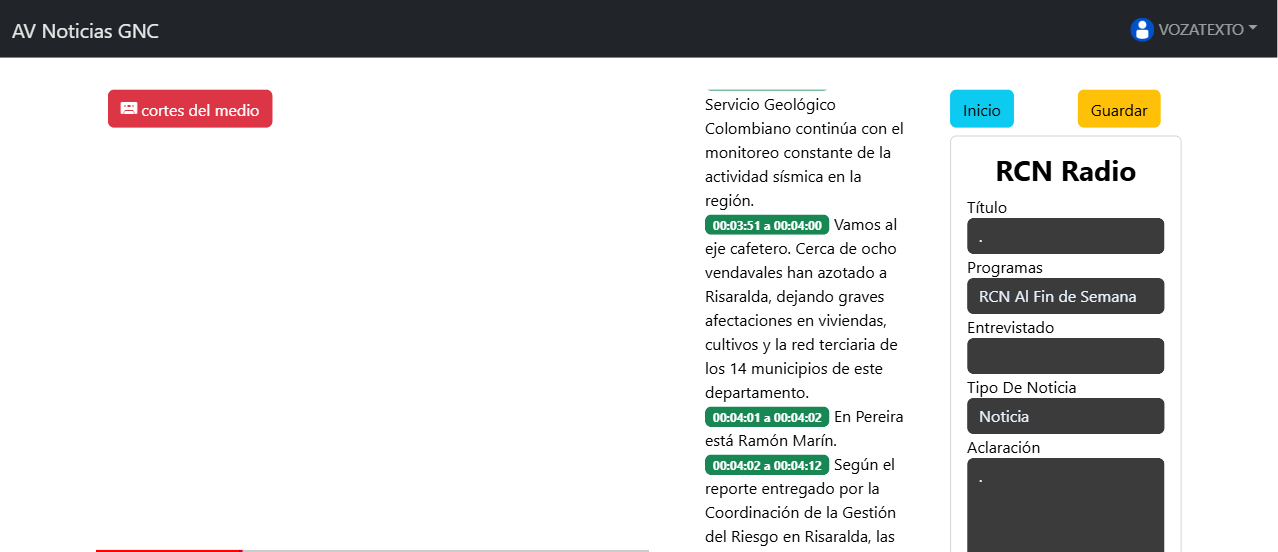 AV Noticias GNC
VOZATEXTO
cortes del medio
Servicio Geológico
Colombiano continúa con el
monitoreo constante de la
actividad sísmica en la
región.
00:03:51 a 00:04:00 Vamos al
eje cafetero. Cerca de ocho
vendavales han azotado a
Risaralda, dejando graves
afectaciones en viviendas,
cultivos y la red terciaria de
los 14 municipios de este
departamento.
00:04:01 a 00:04:02 En Pereira
está Ramón Marín.
00:04:02 a 00:04:12 Según el
reporte entregado por la
Coordinación de la Gestión
del Riesgo en Risaralda, las
Inicio
Guardar
RCN Radio
Título
.
Programas
RCN Al Fin de Semana
Entrevistado
Tipo De Noticia
Noticia
Aclaración
.